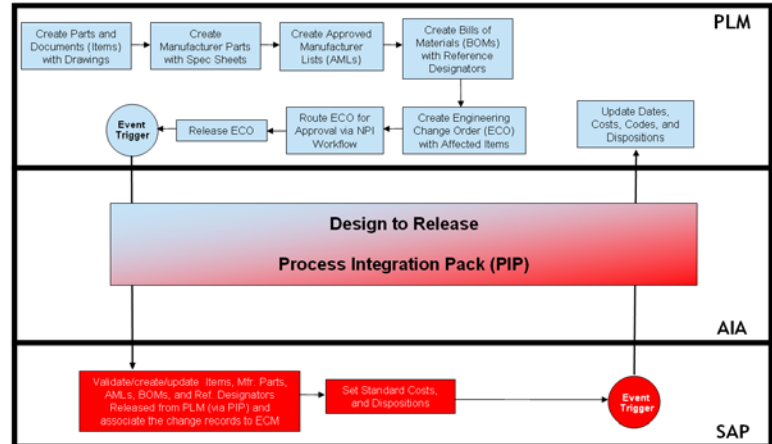 PLM
Create Parts and
Documents (Items)
with Drawings
Create
Manufacturer Parts
with Spec Sheets
Create Approved
Manufacturer
Lists (AMLs)
Create Bills of
Materials (BOMs)
with Reference
Designators
Event
Trigger
Release ECO
Route ECO for
Approval via NPI
Workflow
Create Engineering
Change Order (ECO)
with Affected Items
Update Dates,
Costs, Codes, and
Dispositions
Design to Release
Process Integration Pack (PIP)
AIA
Validate/create/update Items, Mfr. Parts,
AMLs, BOMs, and Ref. Designators
Released from PLM (via PIP) and
associate the change records to ECM
Set Standard Costs,
and Dispositions
Event
Trigger
SAP